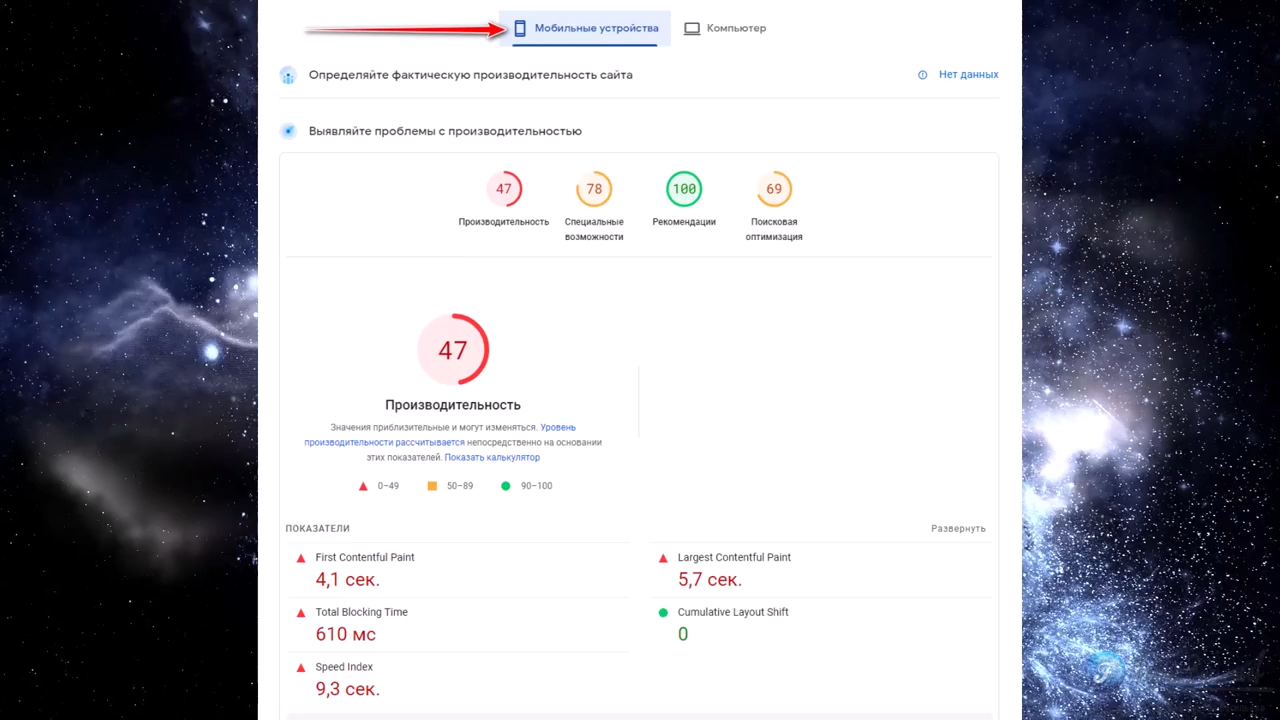 Мобильные устройства
Компьютер
Определяйте фактическую производительность сайта
Нет данных
Выявляйте проблемы с производительностью
47
78
100
69
Производительность
Специальные
возможности
Рекомендации
Поисковая
оптимизация
47
Производительность
Значения приблизительные и могут изменяться. Уровень
производительности рассчитывается непосредственно на основании
этих показателей. Показать калькулятор
0–49
50–89
90–100
ПОКАЗАТЕЛИ
Развернуть
First Contentful Paint
4,1 сек.
Largest Contentful Paint
5,7 сек.
Total Blocking Time
610 мс
Cumulative Layout Shift
0
Speed Index
9,3 сек.